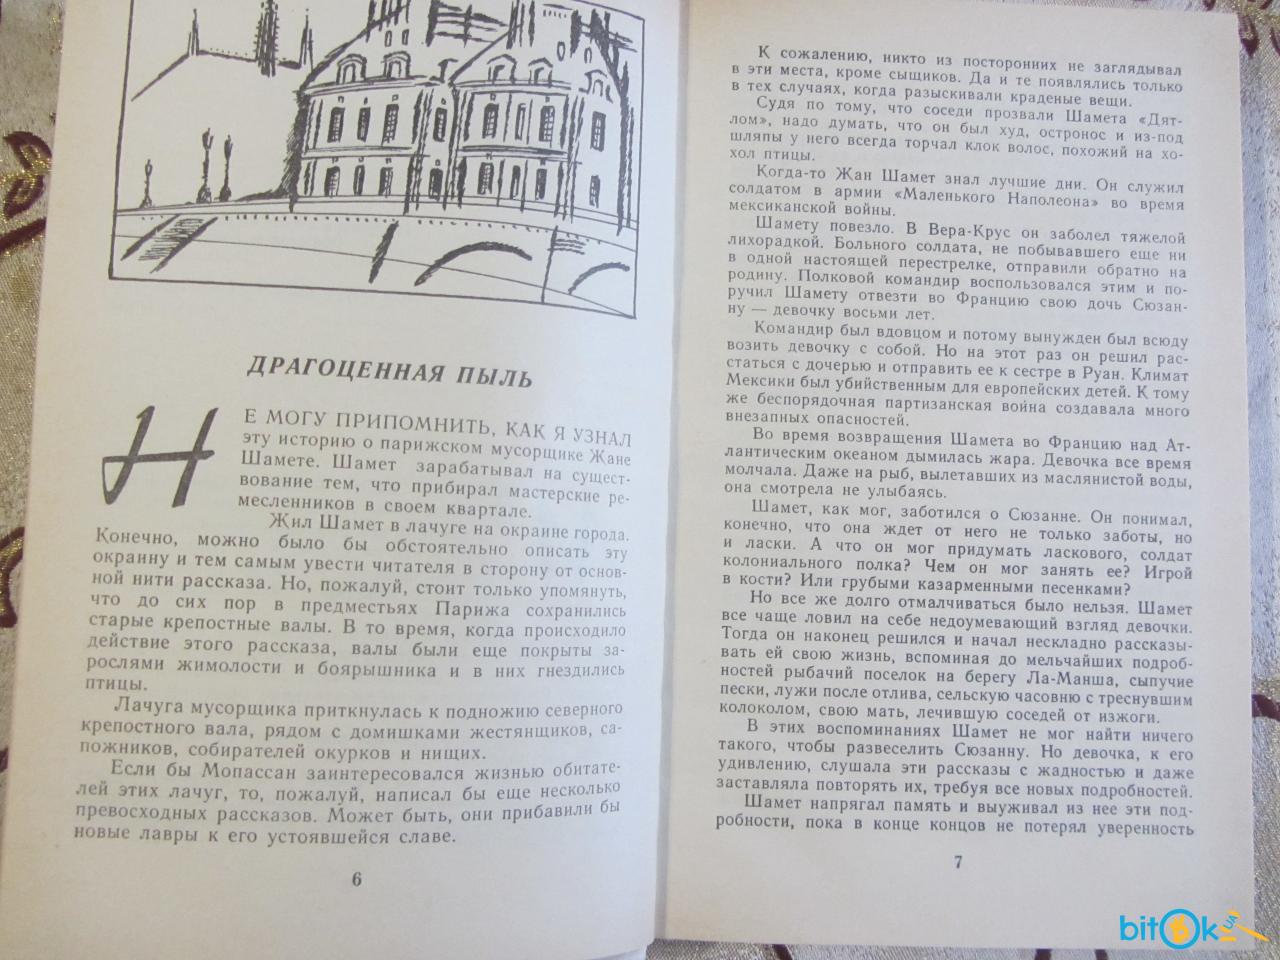 ДРАГОЦЕННАЯ ПЫЛЬ
НЕ МОГУ ПРИПОМНИТЬ, КАК Я УЗНАЛ
эту историю о парижском мусорщике Жане
Шамете. Шамет зарабатывал на сущест-
вование тем, что прибирал мастерские ре-
месленников в своем квартале.
Жил Шамет в лачуге на окраине города.
Конечно, можно было бы обстоятельно описать эту
окраину и тем самым увести читателя в сторону от основ-
ной нити рассказа. Но, пожалуй, стоит только упомянуть,
что до сих пор в предместьях Парижа сохранились
старые крепостные валы. В то время, когда происходило
действие этого рассказа, валы были еще покрыты за-
рослями жимолости и боярышника и в них гнездились
птицы.
Лачуга мусорщика приткнулась к подножию северного
крепостного вала, рядом с домишками жестянщиков, са-
пожников, собирателей окурков и нищих.
Если бы Мопассан заинтересовался жизнью обитате-
лей этих лачуг, то, пожалуй, написал бы еще несколько
превосходных рассказов. Может быть, они прибавили бы
новые лавры к его устоявшейся славе.
6
К сожалению, никто из посторонних не заглядывал
в эти места, кроме сыщиков. Да и те появлялись только
в тех случаях, когда разыскивали краденые вещи.
Судя по тому, что соседи прозвали Шамета «Дят-
лом», надо думать, что он был худ, остронос и из-под
шляпы у него всегда торчал клок волос, похожий на хо-
хол птицы.
Когда-то Жан Шамет знал лучшие дни. Он служил
солдатом в армии «Маленького Наполеона» во время
мексиканской войны.
Шамету повезло. В Вера-Крус он заболел тяжелой
лихорадкой. Больного солдата, не побывавшего еще ни
в одной настоящей перестрелке, отправили обратно на
родину. Полковой командир воспользовался этим и по-
ручил Шамету отвезти во Францию свою дочь Сюзан-
ну — девочку восьми лет.
Командир был вдовцом и потому вынужден был всюду
возить девочку с собой. Но на этот раз он решил рас-
статься с дочерью и отправить ее к сестре в Руан. Климат
Мексики был убийственным для европейских детей. К тому
же беспорядочная партизанская война создавала много
внезапных опасностей.
Во время возвращения Шамета во Францию над Ат-
лантическим океаном дымилась жара. Девочка все время
молчала. Даже на рыб, вылетавших из маслянистой воды,
она смотрела не улыбаясь.
Шамет, как мог, заботился о Сюзанне. Он понимал,
конечно, что она ждет от него не только заботы, но
и ласки. А что он мог придумать ласкового, солдат
колониального полка? Чем он мог занять ее? Игрой
в кости? Или грубыми казарменными песенками?
Но все же долго отмалчиваться было нельзя. Шамет
все чаще ловил на себе недоумевающий взгляд девочки.
Тогда он наконец решился и начал нескладно рассказы-
вать ей свою жизнь, вспоминая до мельчайших подроб-
ностей рыбачий поселок на берегу Ла-Манша, сыпучие
пески, лужи после отлива, сельскую часовню с треснувшим
колоколом, свою мать, лечившую соседей от изжоги.
В этих воспоминаниях Шамет не мог найти ничего
такого, чтобы развеселить Сюзанну. Но девочка, к его
удивлению, слушала эти рассказы с жадностью и даже
заставляла повторять их, требуя все новых подробностей.
Шамет напрягал память и выуживал из нее эти под-
робности, пока в конце концов не потерял уверенность
7
bitOk UA